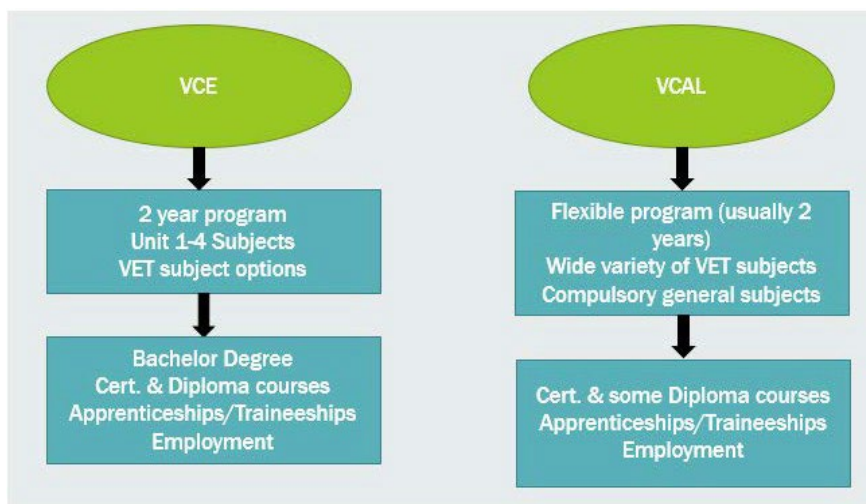 VCE
2 year program
Unit 1-4 Subjects
VET subject options
Bachelor Degree
Cert. & Diploma courses
Apprenticeships/Traineeships
Employment
VCAL
Flexible program (usually 2
years)
Wide variety of VET subjects
Compulsory general subjects
Cert. & some Diploma courses
Apprenticeships/Traineeships
Employment